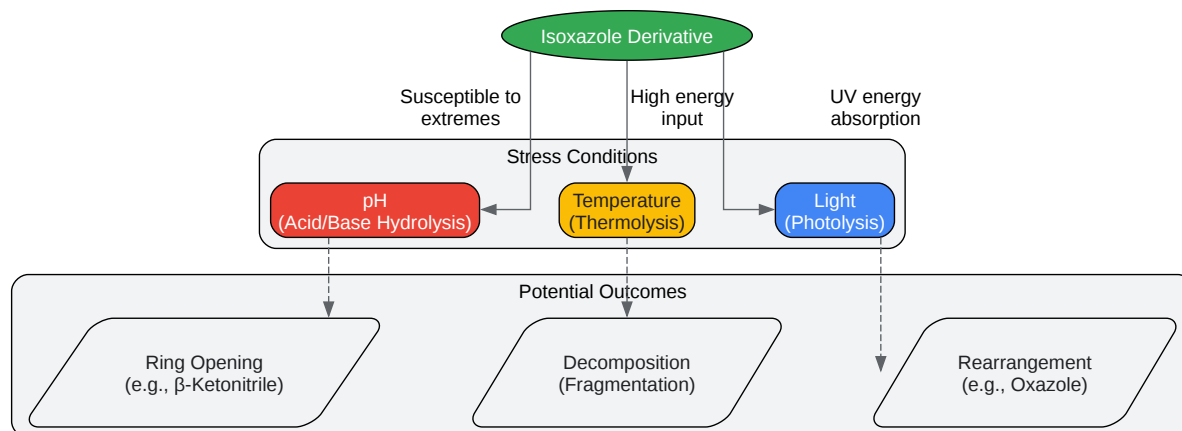 Isoxazole Derivative
Susceptible to
extremes
High energy
input
UV energy
absorption
Stress Conditions
pH
(Acid/Base Hydrolysis)
Temperature
(Thermolysis)
Light
(Photolysis)
Potential Outcomes
Ring Opening
(e.g., β-Ketonitrile)
Decomposition
(Fragmentation)
Rearrangement
(e.g., Oxazole)